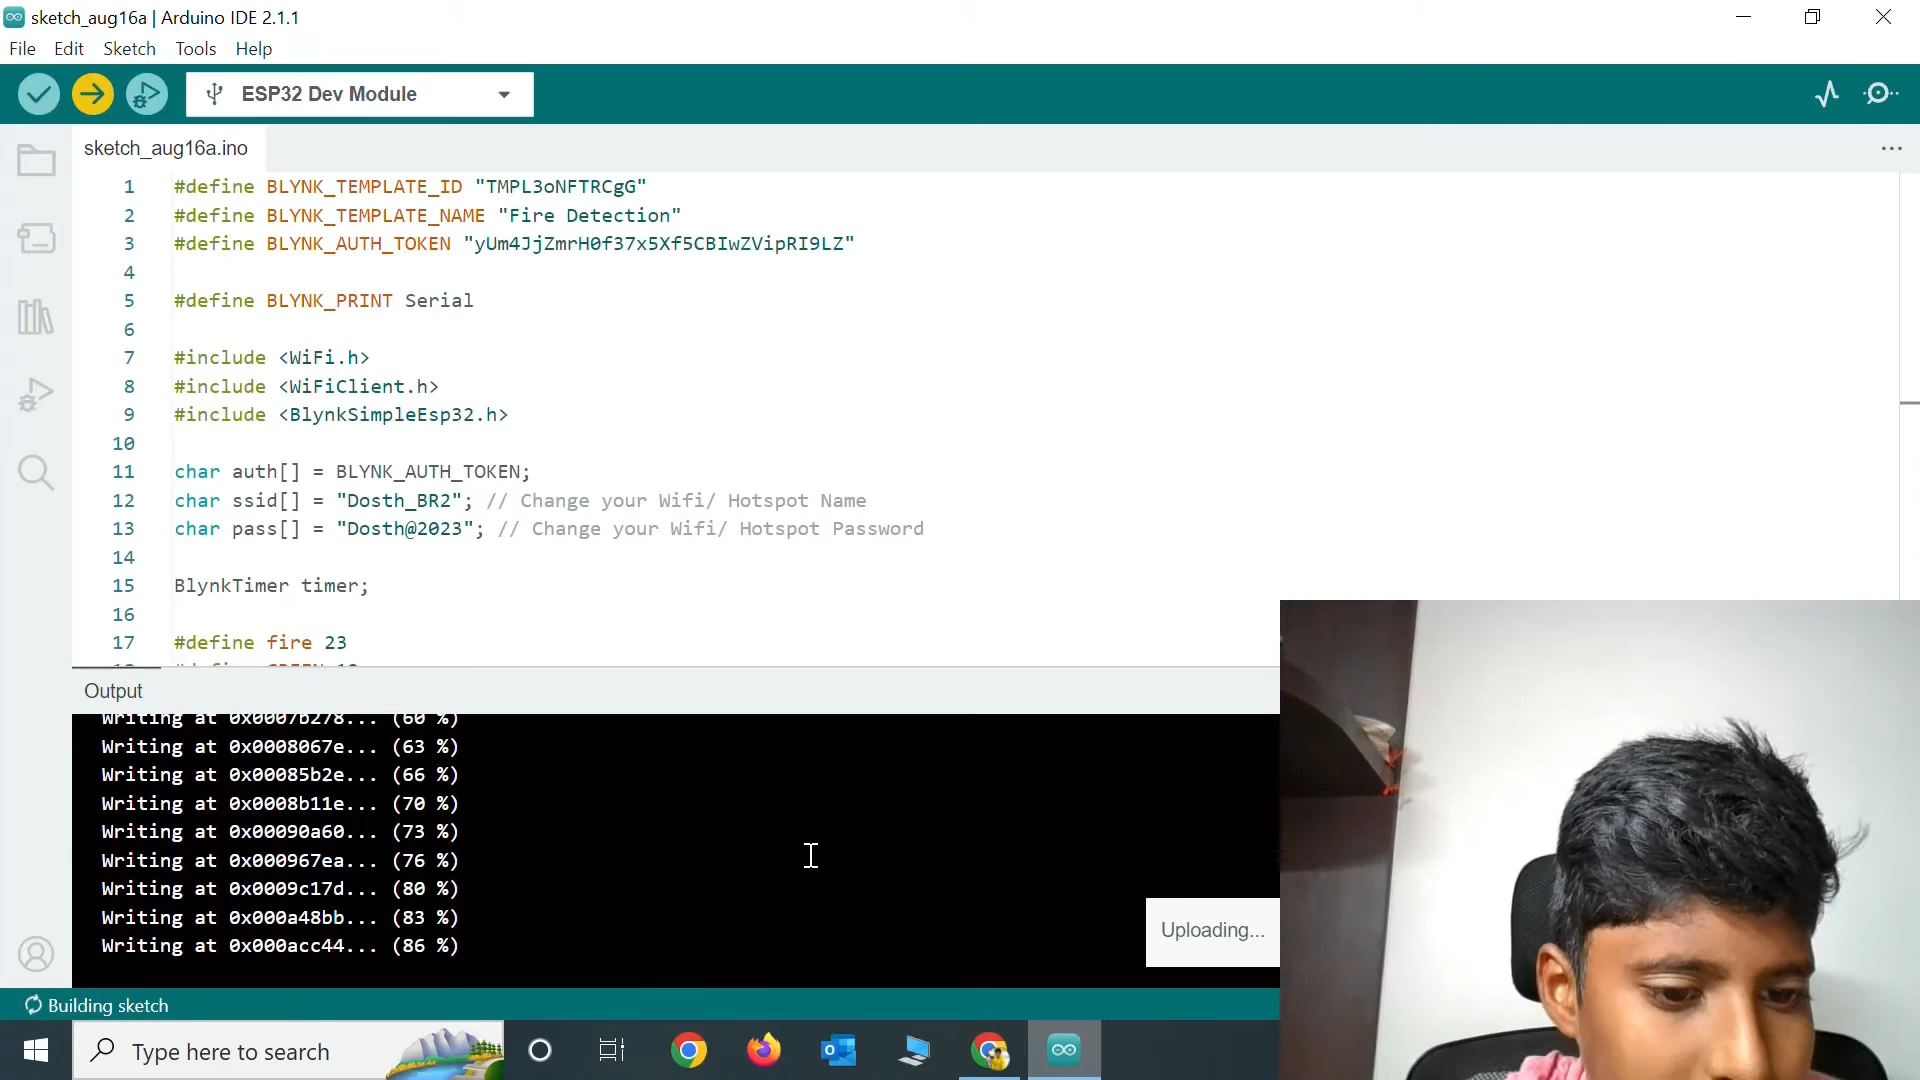 sketch_aug16a | Arduino IDE 2.1.1
File Edit Sketch Tools Help
ESP32 Dev Module
sketch_aug16a.ino
1 #define BLYNK_TEMPLATE_ID "TMPL3oNFTRCgG"
2 #define BLYNK_TEMPLATE_NAME "Fire Detection"
3 #define BLYNK_AUTH_TOKEN "yUm4JjZmrH0f37x5Xf5CBIwZVipRI9LZ"
4
5 #define BLYNK_PRINT Serial
6
7 #include <WiFi.h>
8 #include <WiFiClient.h>
9 #include <BlynkSimpleEsp32.h>
10
11 char auth[] = BLYNK_AUTH_TOKEN;
12 char ssid[] = "Dosth_BR2"; // Change your Wifi/ Hotspot Name
13 char pass[] = "Dosth@2023"; // Change your Wifi/ Hotspot Password
14
15 BlynkTimer timer;
16
17 #define fire 23
Output
Writing at 0x0007b278... (60 %)
Writing at 0x0008067e... (63 %)
Writing at 0x00085b2e... (66 %)
Writing at 0x0008b11e... (70 %)
Writing at 0x00090a60... (73 %)
Writing at 0x000967ea... (76 %)
Writing at 0x0009c17d... (80 %)
Writing at 0x000a48bb... (83 %)
Writing at 0x000acc44... (86 %)
Uploading...
Building sketch
Type here to search